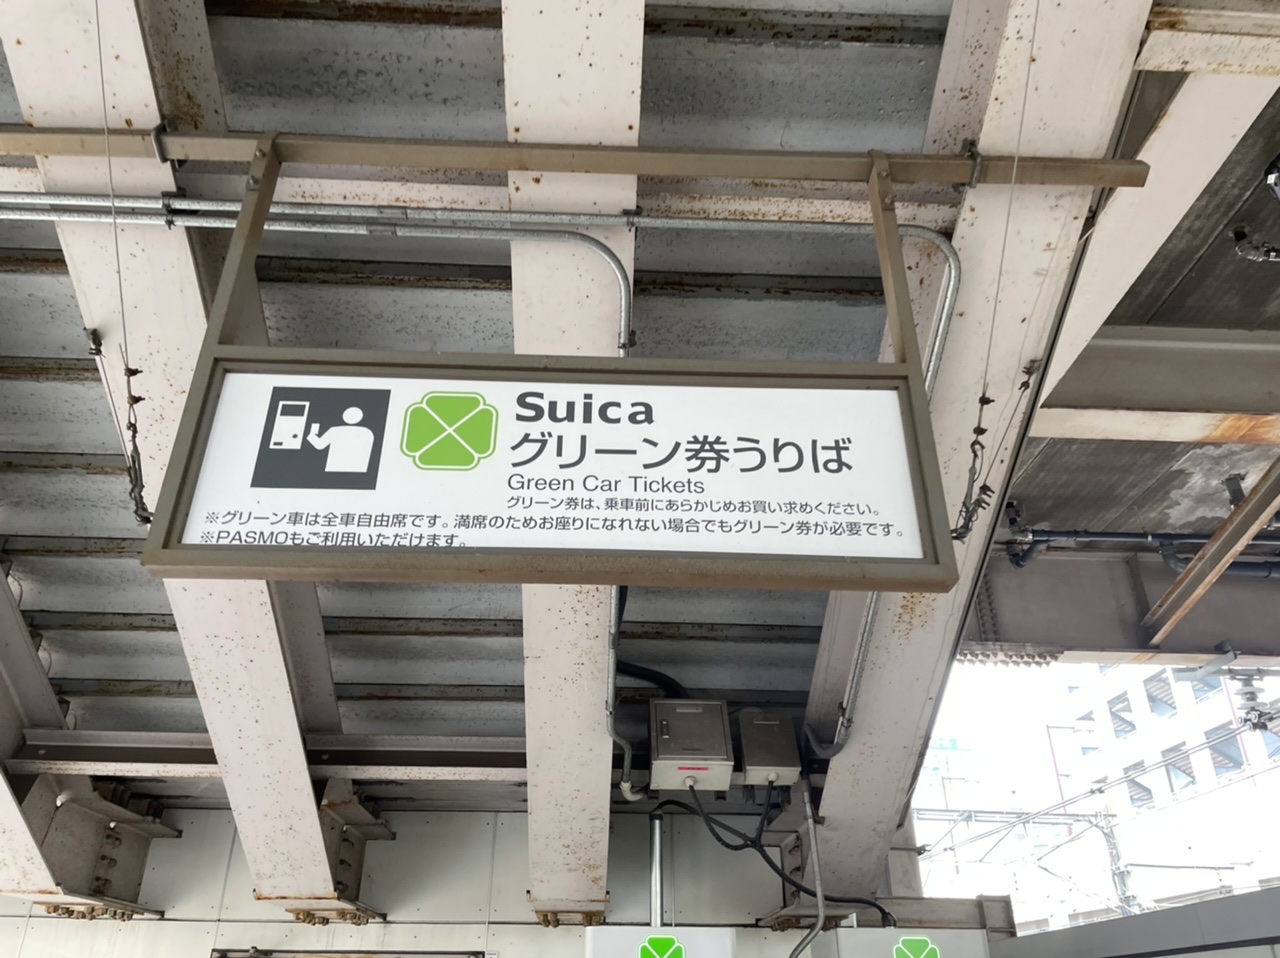 Suica
グリーン券うりば
Green Car Tickets
グリーン券は、乗車前にあらかじめお買い求めください。
※グリーン車は全車自由席です。満席のためお座りになれない場合でもグリーン券が必要です。
※PASMOもご利用いただけます。